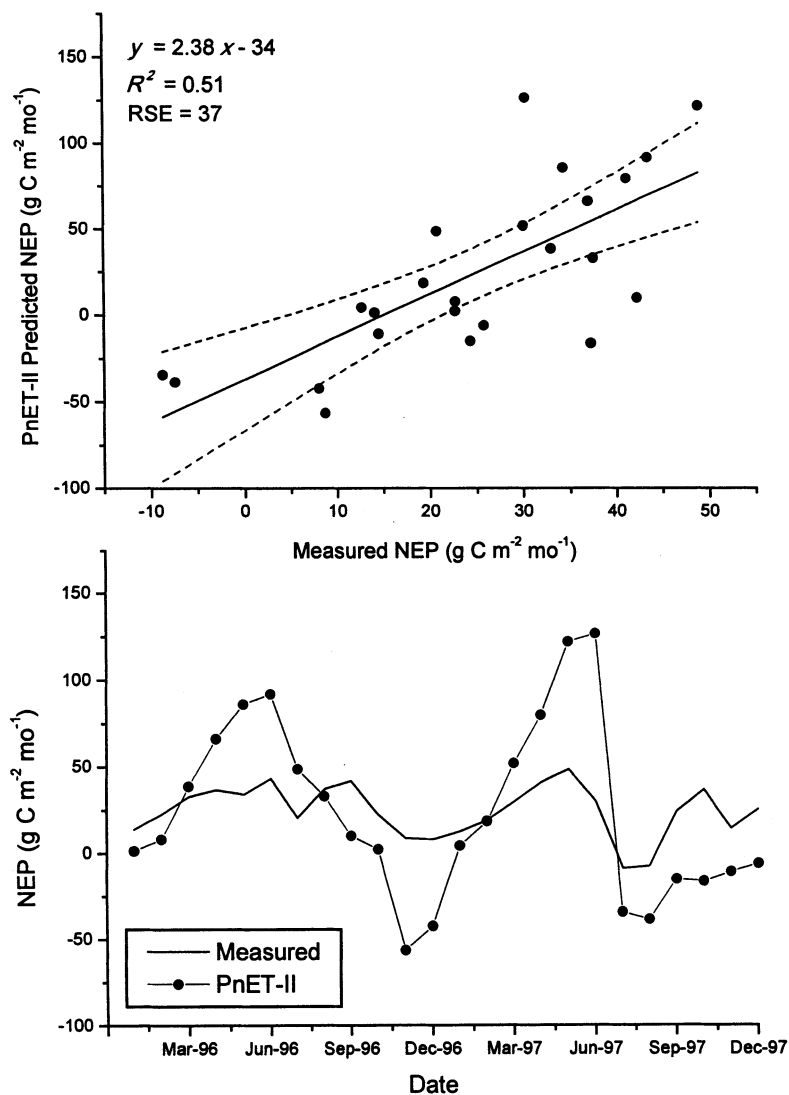 y = 2.38 x - 34
R² = 0.51
RSE = 37
PnET-II Predicted NEP (g C m⁻² mo⁻¹)
150
100
50
0
-50
-100
-10 0 10 20 30 40 50
Measured NEP (g C m⁻² mo⁻¹)
NEP (g C m⁻² mo⁻¹)
150
100
50
0
-50
-100
Measured
PnET-II
Mar-96 Jun-96 Sep-96 Dec-96 Mar-97 Jun-97 Sep-97 Dec-97
Date